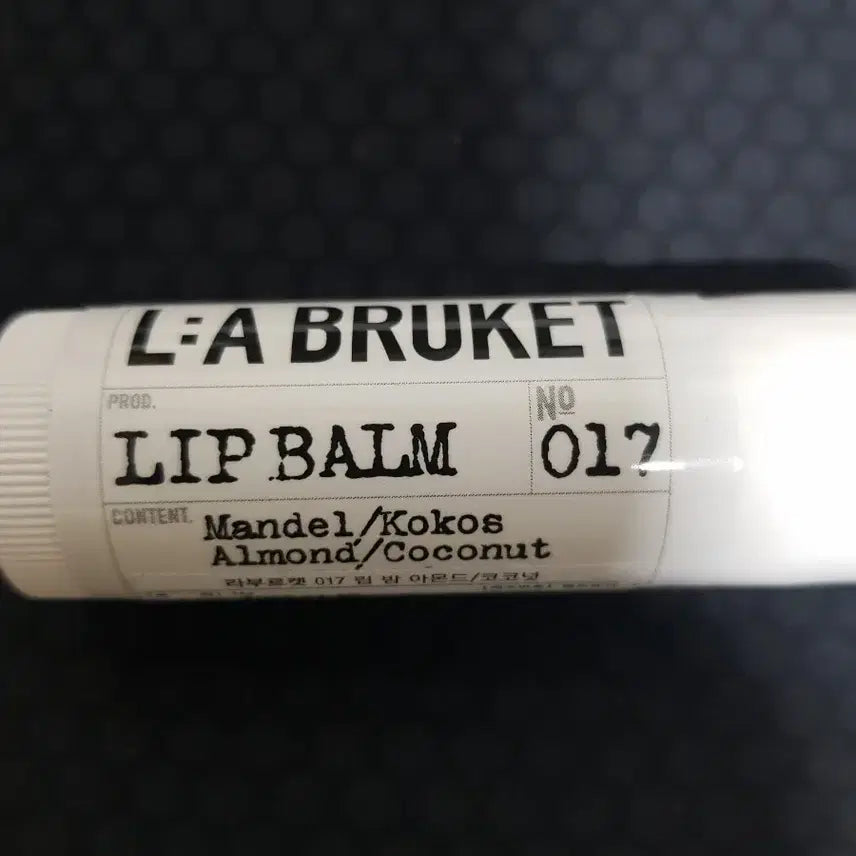 L:A BRUKET
PROD.
Nº
LIP BALM
017
CONTENT.
Mandel/Kokos
Almond/Coconut
라부르켓 017 립 밤 아몬드/코코넛